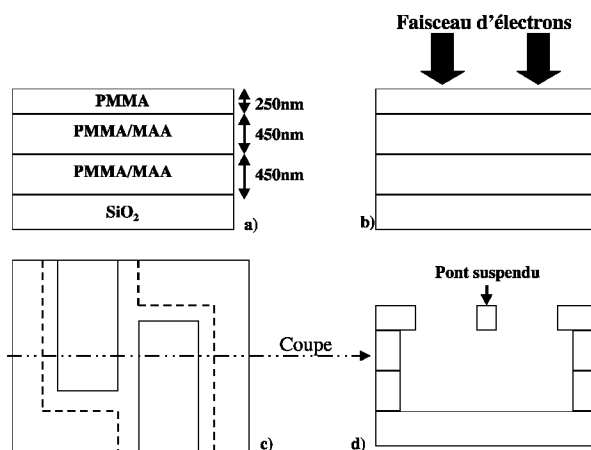 Faisceau d'électrons
PMMA
250nm
PMMA/MAA
450nm
PMMA/MAA
450nm
SiO₂
a)
b)
Pont suspendu
Coupe
c)
d)